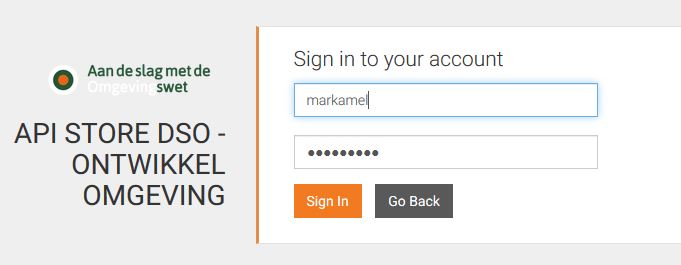 Aan de slag met de
Omgevingswet
API STORE DSO -
ONTWIKKEL
OMGEVING
Sign in to your account
markamel
●●●●●●●●●
Sign In
Go Back